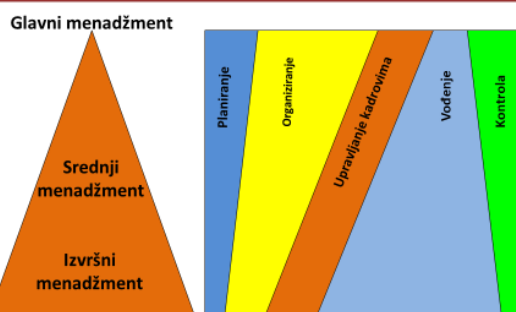 Glavni menadžment
Srednji
menadžment
Izvršni
menadžment
Planiranje
Organiziranje
Upravljanje kadrovima
Vođenje
Kontrola